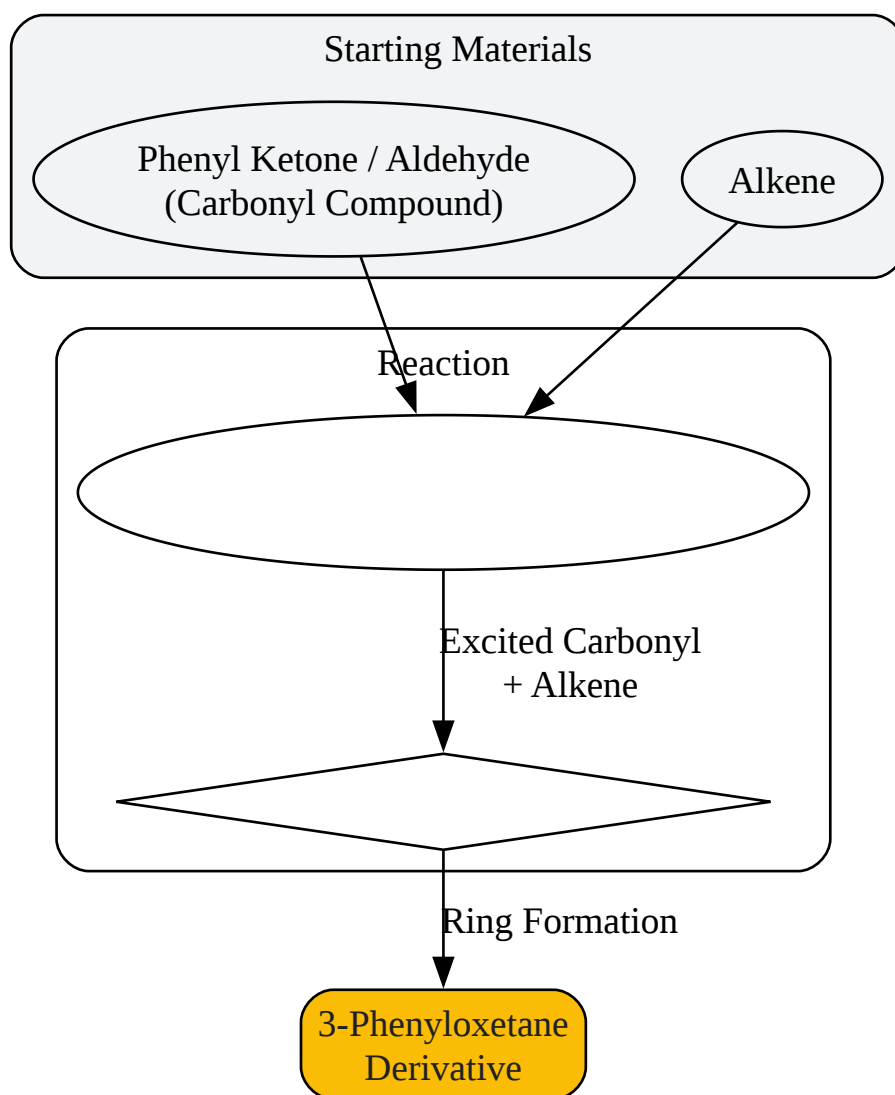 Starting Materials
Phenyl Ketone / Aldehyde
(Carbonyl Compound)
Alkene
Reaction
Excited Carbonyl
+ Alkene
Ring Formation
3-Phenyloxetane
Derivative